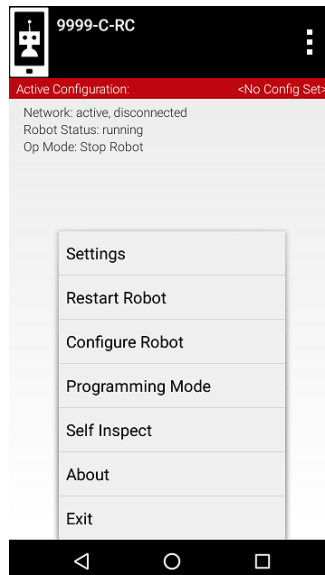 9999-C-RC
Active Configuration: <No Config Set>
Network: active, disconnected
Robot Status: running
Op Mode: Stop Robot
Settings
Restart Robot
Configure Robot
Programming Mode
Self Inspect
About
Exit